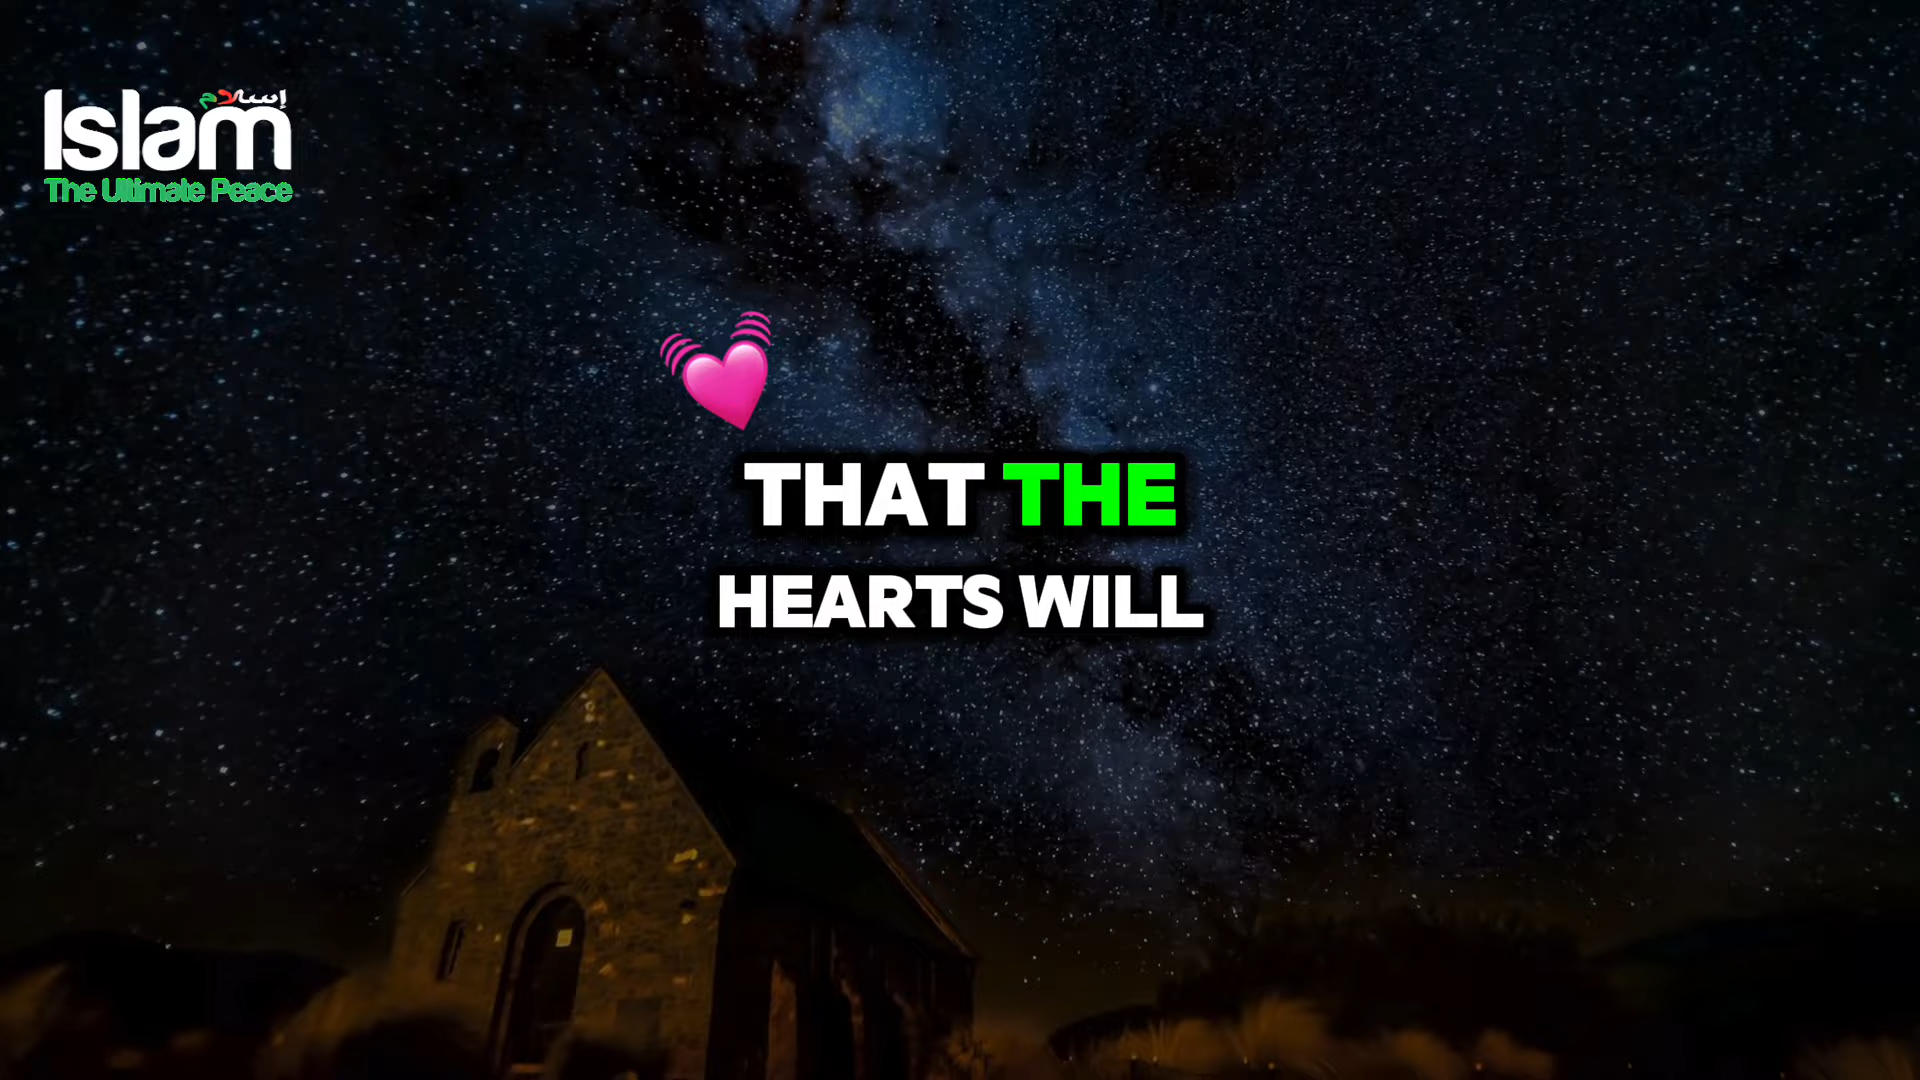 إسلام
Islam
The Ultimate Peace
THAT THE
HEARTS WILL